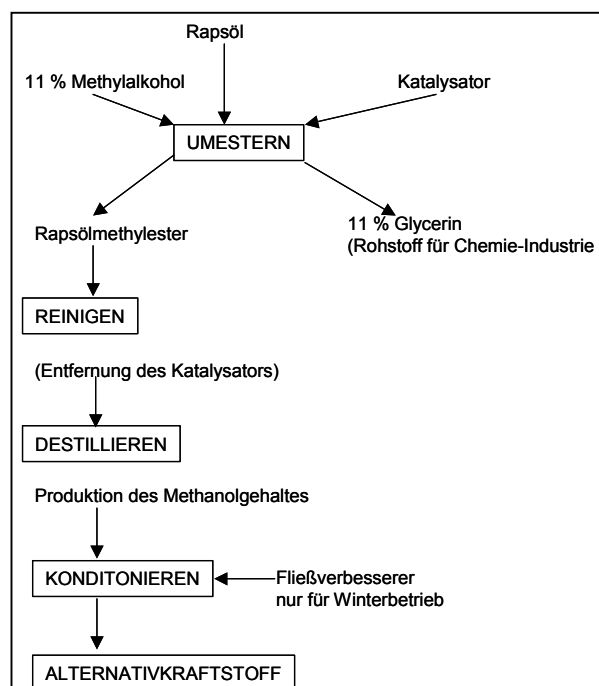 Rapsöl
11 % Methylalkohol
Katalysator
UMESTERN
Rapsölmethylester
11 % Glycerin
(Rohstoff für Chemie-Industrie
REINIGEN
(Entfernung des Katalysators)
DESTILLIEREN
Produktion des Methanolgehaltes
KONDITONIEREN
Fließverbesserer
nur für Winterbetrieb
ALTERNATIVKRAFTSTOFF